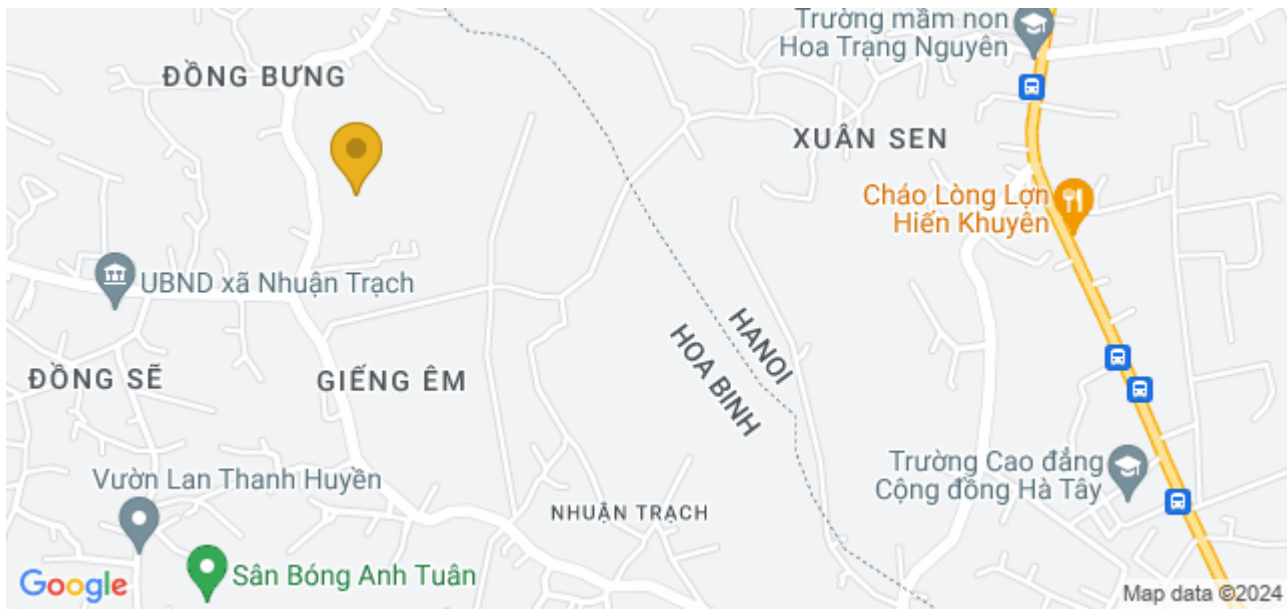 Trường mầm non
Hoa Trạng Nguyên
ĐỒNG BƯNG
XUÂN SEN
Cháo Lòng Lợn
Hiến Khuyên
UBND xã Nhuận Trạch
HANOI
HOA BINH
ĐỒNG SẼ
GIẾNG ÊM
Trường Cao đẳng
Cộng đồng Hà Tây
Vườn Lan Thanh Huyền
NHUẬN TRẠCH
Sân Bóng Anh Tuân
Google
Map data ©2024